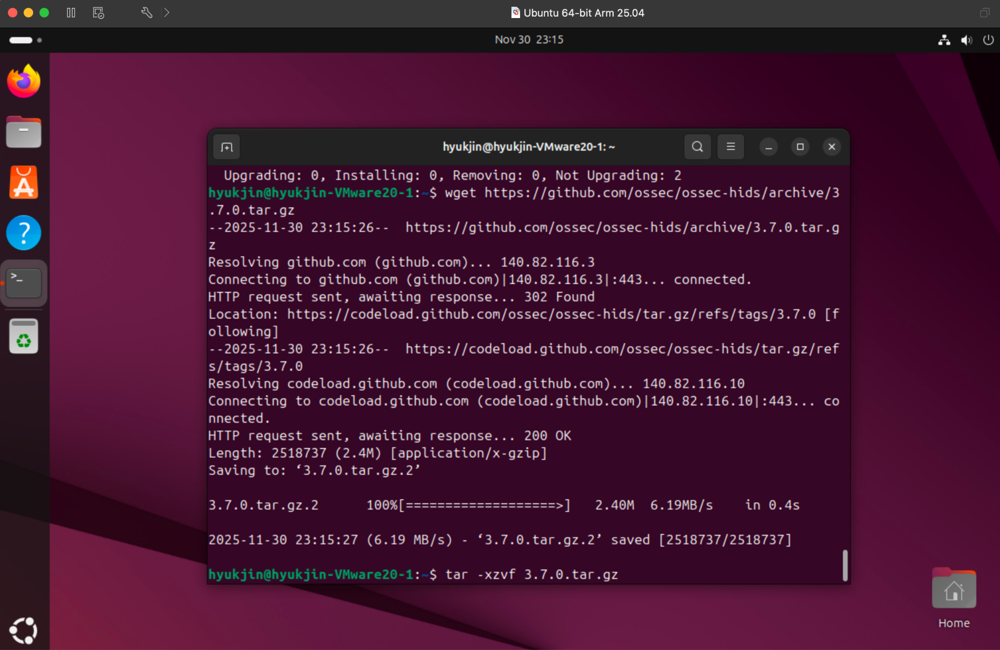 Ubuntu 64-bit Arm 25.04
Nov 30 23:15
hyukjin@hyukjin-VMware20-1: ~
Upgrading: 0, Installing: 0, Removing: 0, Not Upgrading: 2
hyukjin@hyukjin-VMware20-1:~$ wget https://github.com/ossec/ossec-hids/archive/3
.7.0.tar.gz
--2025-11-30 23:15:26--  https://github.com/ossec/ossec-hids/archive/3.7.0.tar.g
z
Resolving github.com (github.com)... 140.82.116.3
Connecting to github.com (github.com)|140.82.116.3|:443... connected.
HTTP request sent, awaiting response... 302 Found
Location: https://codeload.github.com/ossec/ossec-hids/tar.gz/refs/tags/3.7.0 [f
ollowing]
--2025-11-30 23:15:26--  https://codeload.github.com/ossec/ossec-hids/tar.gz/ref
s/tags/3.7.0
Resolving codeload.github.com (codeload.github.com)... 140.82.116.10
Connecting to codeload.github.com (codeload.github.com)|140.82.116.10|:443... co
nnected.
HTTP request sent, awaiting response... 200 OK
Length: 2518737 (2.4M) [application/x-gzip]
Saving to: ‘3.7.0.tar.gz.2’
3.7.0.tar.gz.2      100%[===================>]   2.40M  6.19MB/s    in 0.4s
2025-11-30 23:15:27 (6.19 MB/s) - ‘3.7.0.tar.gz.2’ saved [2518737/2518737]
hyukjin@hyukjin-VMware20-1:~$ tar -xzvf 3.7.0.tar.gz
Home